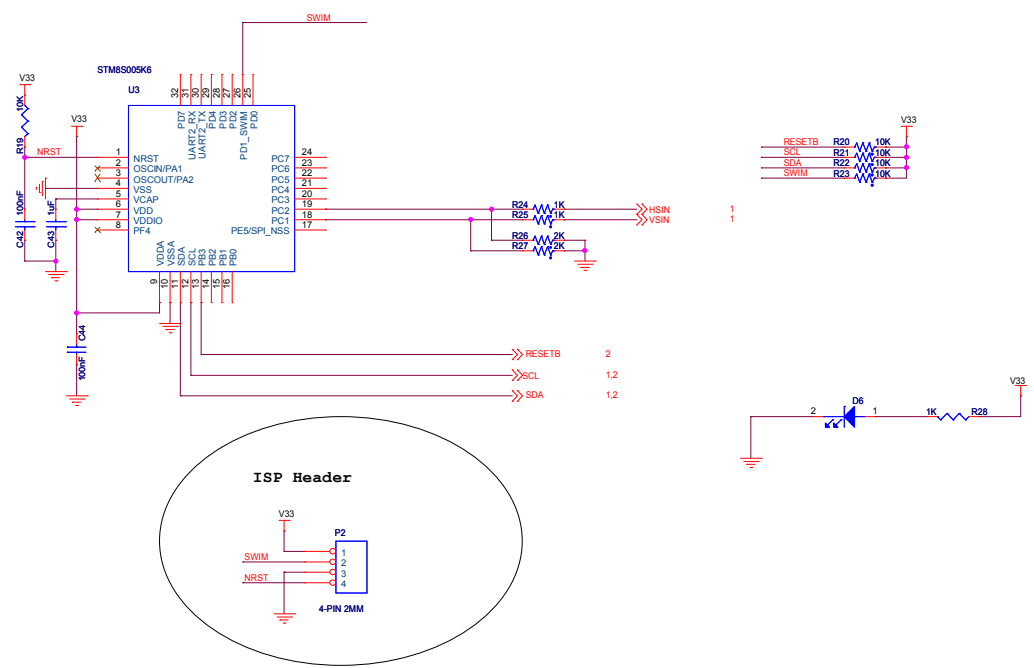 SWIM
STM8S005K6
U3
V33
10K
R19
NRST
V33
100nF
C42
1uF
C43
32 31 30 29 28 27 26 25
PD7 UART2_RX UART2_TX PD4 PD3 PD2 PD1_SWIM PD0
1 NRST PC7 24
2 OSCIN/PA1 PC6 23
3 OSCOUT/PA2 PC5 22
4 VSS PC4 21
5 VCAP PC3 20
6 VDD PC2 19
7 VDDIO PC1 18
8 PF4 PE5/SPI_NSS 17
VDDA VSSA SDA SCL PB3 PB2 PB1 PB0
9 10 11 12 13 14 15 16
C44
100nF
R24 1K HSIN 1
R25 1K VSIN 1
R26 2K
R27 2K
RESETB 2
SCL 1,2
SDA 1,2
V33
RESETB R20 10K
SCL R21 10K
SDA R22 10K
SWIM R23 10K
V33
2 D6 1 1K R28
ISP Header
V33
P2
1
SWIM 2
3
NRST 4
4-PIN 2MM